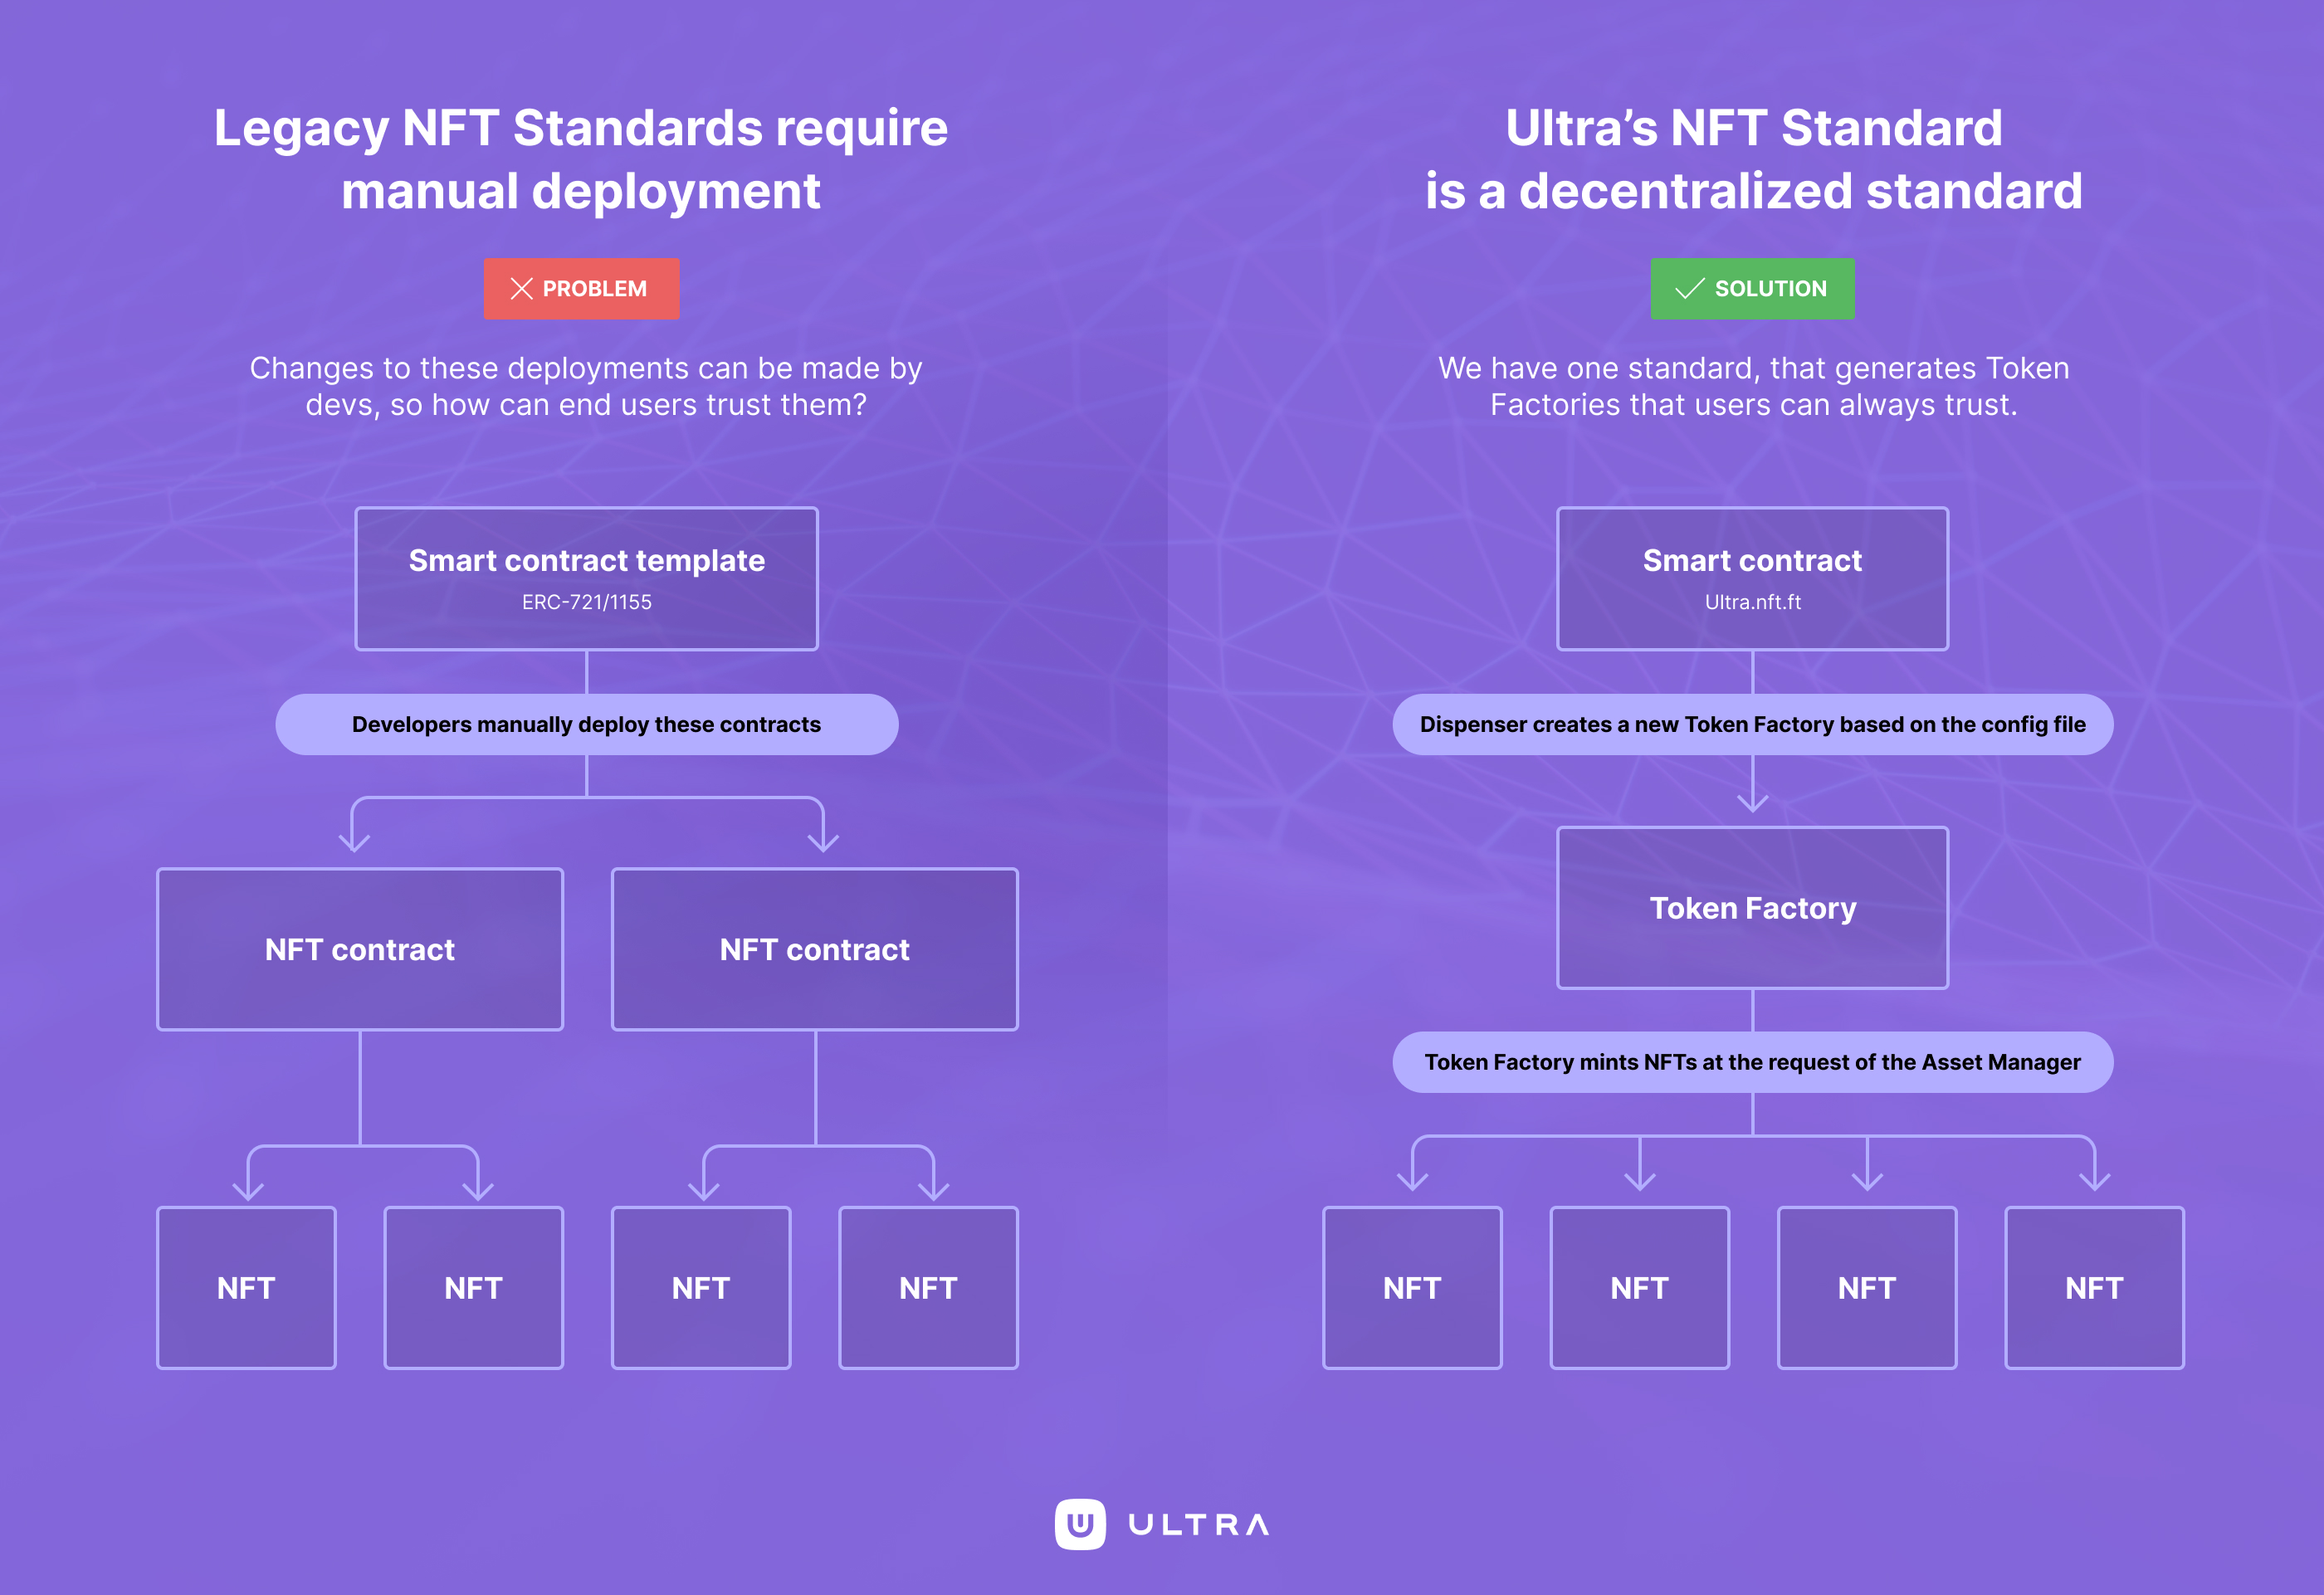 Legacy NFT Standards require
manual deployment
PROBLEM
Changes to these deployments can be made by
devs, so how can end users trust them?
Smart contract template
ERC-721/1155
Developers manually deploy these contracts
NFT contract
NFT contract
NFT
NFT
NFT
NFT
Ultra’s NFT Standard
is a decentralized standard
SOLUTION
We have one standard, that generates Token
Factories that users can always trust.
Smart contract
Ultra.nft.ft
Dispenser creates a new Token Factory based on the config file
Token Factory
Token Factory mints NFTs at the request of the Asset Manager
NFT
NFT
NFT
NFT
ULTRA